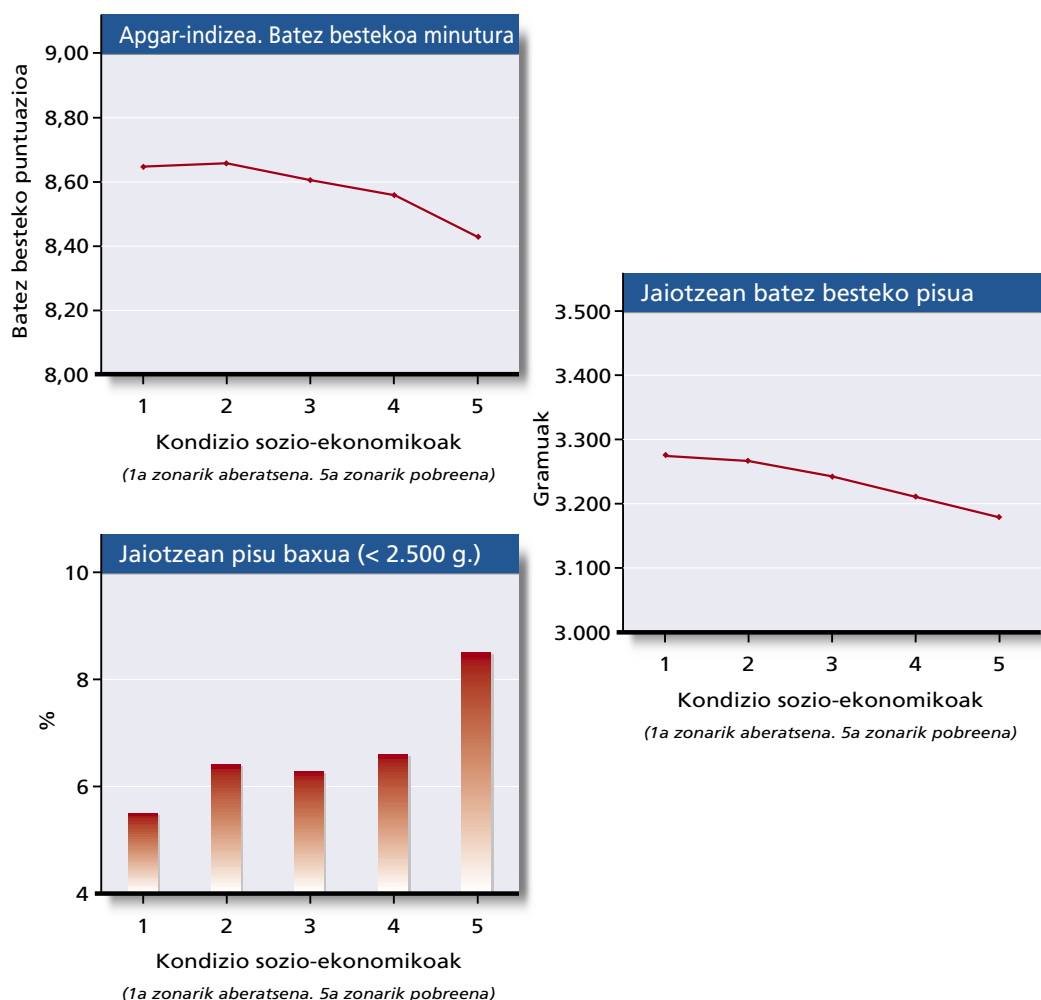 Apgar-indizea. Batez bestekoa minutura
Batez besteko puntuazioa
9,00
8,80
8,60
8,40
8,20
8,00
1 2 3 4 5
Kondizio sozio-ekonomikoak
(1a zonarik aberatsena. 5a zonarik pobreena)
Jaiotzean batez besteko pisua
Gramuak
3.500
3.400
3.300
3.200
3.100
3.000
1 2 3 4 5
Kondizio sozio-ekonomikoak
(1a zonarik aberatsena. 5a zonarik pobreena)
Jaiotzean pisu baxua (< 2.500 g.)
%
10
8
6
4
1 2 3 4 5
Kondizio sozio-ekonomikoak
(1a zonarik aberatsena. 5a zonarik pobreena)